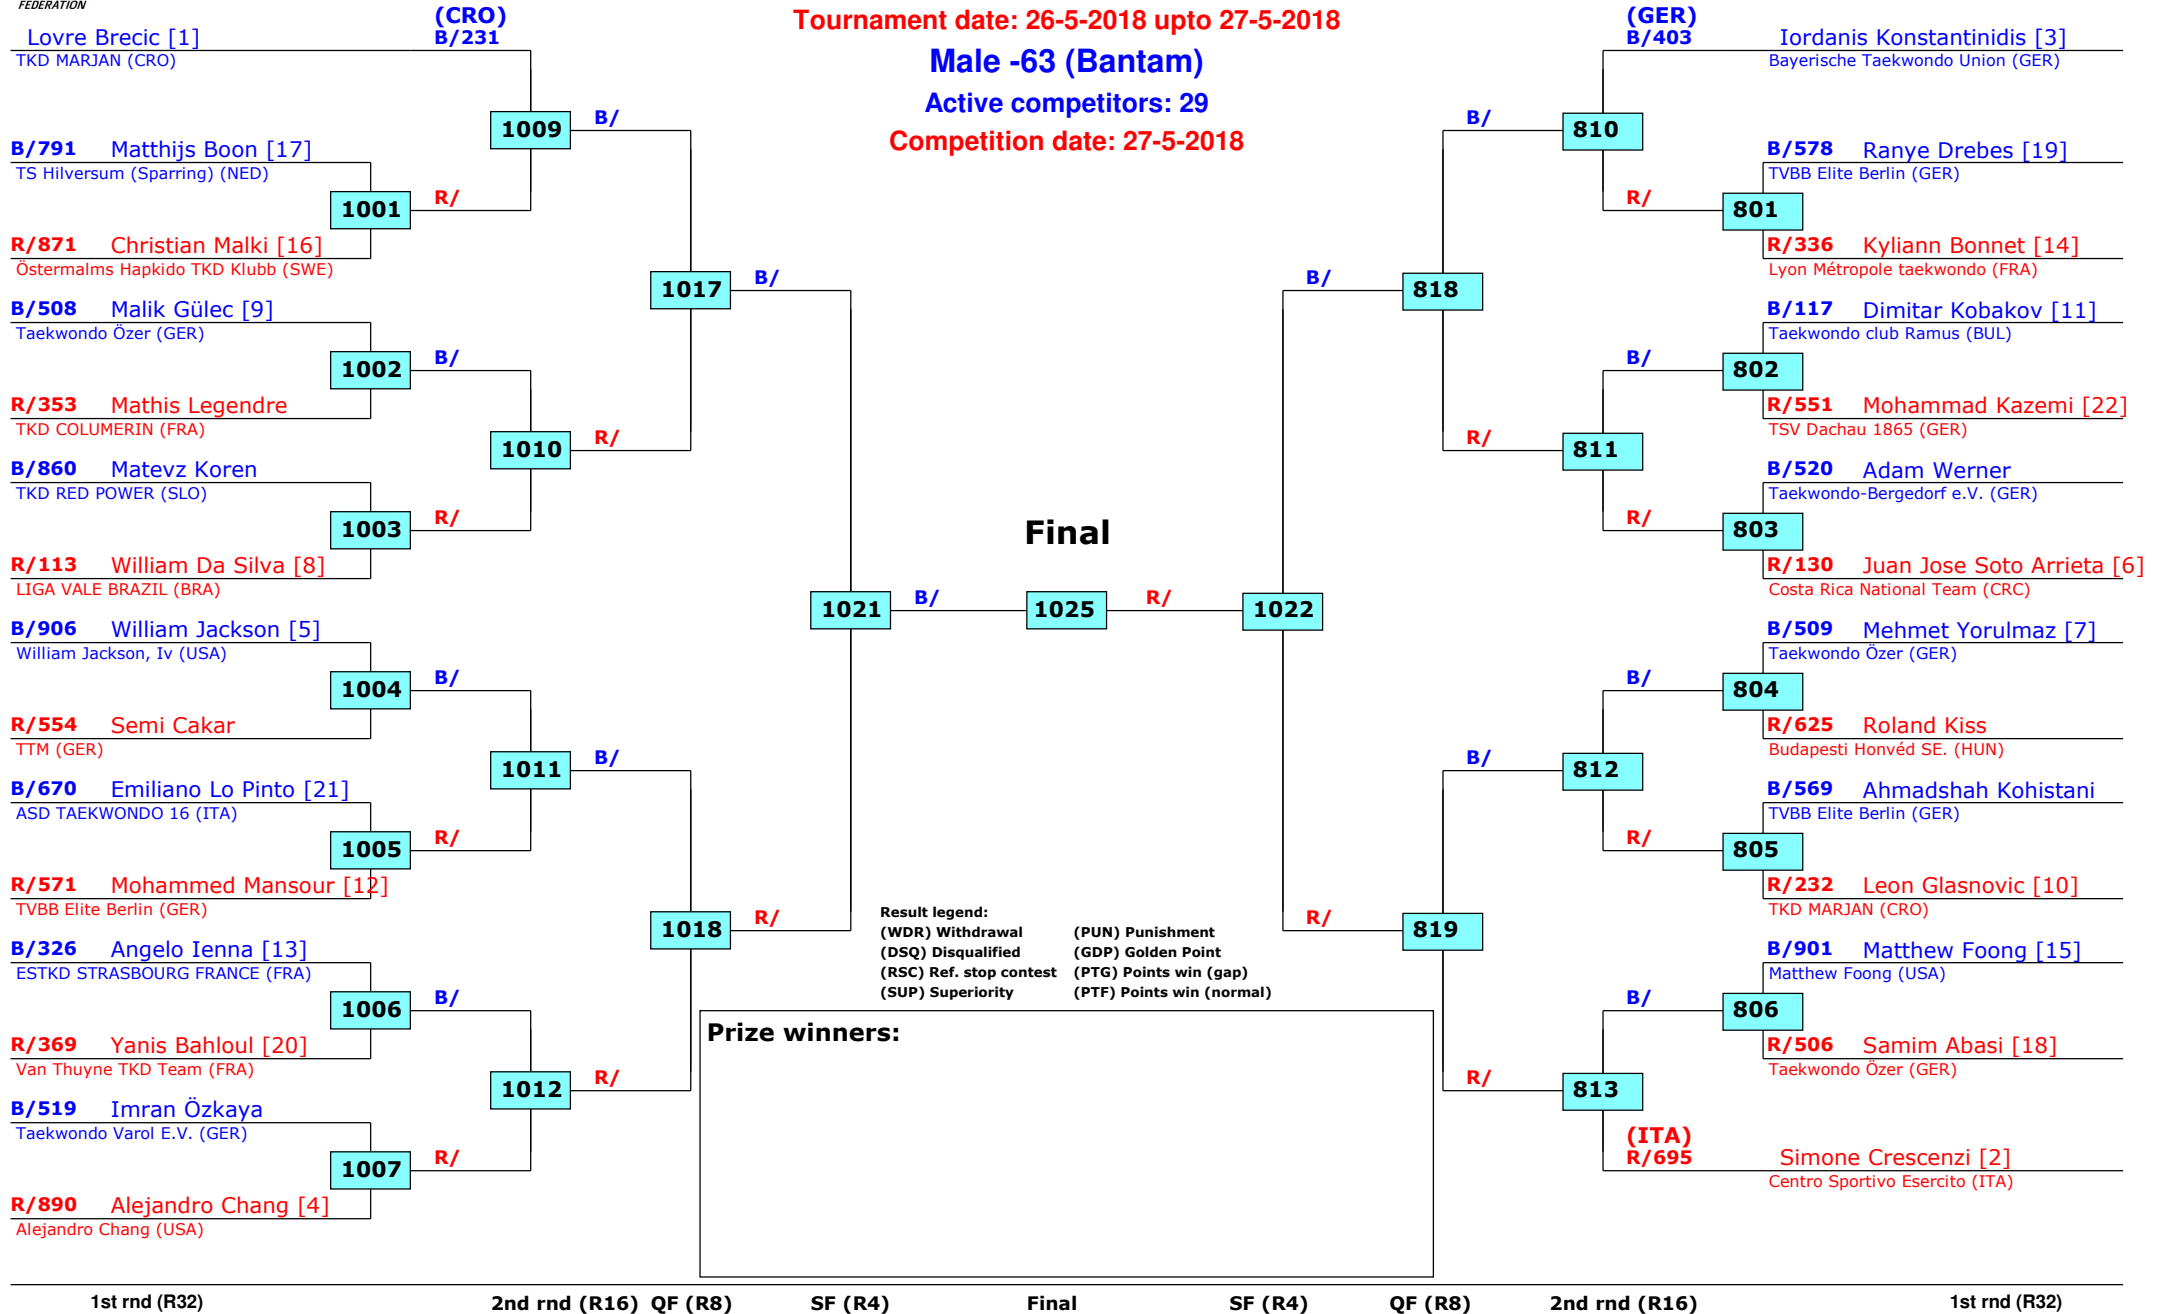 FEDERATION
Tournament date: 26-5-2018 upto 27-5-2018
Male -63 (Bantam)
Active competitors: 29
Competition date: 27-5-2018
(CRO)
Lovre Brecic [1] B/231
TKD MARJAN (CRO)
1009 B/
B/791 Matthijs Boon [17]
TS Hilversum (Sparring) (NED)
1001 R/
R/871 Christian Malki [16]
Östermalms Hapkido TKD Klubb (SWE)
1017 B/
B/508 Malik Gülec [9]
Taekwondo Özer (GER)
1002 B/
R/353 Mathis Legendre
TKD COLUMERIN (FRA)
1010 R/
B/860 Matevz Koren
TKD RED POWER (SLO)
1003 R/
R/113 William Da Silva [8]
LIGA VALE BRAZIL (BRA)
1021 B/
B/906 William Jackson [5]
William Jackson, Iv (USA)
1004 B/
R/554 Semi Cakar
TTM (GER)
1011 B/
B/670 Emiliano Lo Pinto [21]
ASD TAEKWONDO 16 (ITA)
1005 R/
R/571 Mohammed Mansour [12]
TVBB Elite Berlin (GER)
1018 R/
B/326 Angelo Ienna [13]
ESTKD STRASBOURG FRANCE (FRA)
1006 B/
R/369 Yanis Bahloul [20]
Van Thuyne TKD Team (FRA)
1012 R/
B/519 Imran Özkaya
Taekwondo Varol E.V. (GER)
1007 R/
R/890 Alejandro Chang [4]
Alejandro Chang (USA)
Final
1025
(GER)
B/403 Iordanis Konstantinidis [3]
Bayerische Taekwondo Union (GER)
B/ 810
B/578 Ranye Drebes [19]
TVBB Elite Berlin (GER)
R/ 801
R/336 Kyliann Bonnet [14]
Lyon Métropole taekwondo (FRA)
B/ 818
B/117 Dimitar Kobakov [11]
Taekwondo club Ramus (BUL)
B/ 802
R/551 Mohammad Kazemi [22]
TSV Dachau 1865 (GER)
R/ 811
B/520 Adam Werner
Taekwondo-Bergedorf e.V. (GER)
R/ 803
R/130 Juan Jose Soto Arrieta [6]
Costa Rica National Team (CRC)
R/ 1022
B/509 Mehmet Yorulmaz [7]
Taekwondo Özer (GER)
B/ 804
R/625 Roland Kiss
Budapesti Honvéd SE. (HUN)
B/ 812
B/569 Ahmadshah Kohistani
TVBB Elite Berlin (GER)
R/ 805
R/232 Leon Glasnovic [10]
TKD MARJAN (CRO)
R/ 819
B/901 Matthew Foong [15]
Matthew Foong (USA)
B/ 806
R/506 Samim Abasi [18]
Taekwondo Özer (GER)
R/ 813
(ITA)
R/695 Simone Crescenzi [2]
Centro Sportivo Esercito (ITA)
Result legend:
(WDR) Withdrawal (PUN) Punishment
(DSQ) Disqualified (GDP) Golden Point
(RSC) Ref. stop contest (PTG) Points win (gap)
(SUP) Superiority (PTF) Points win (normal)
Prize winners:
1st rnd (R32) 2nd rnd (R16) QF (R8) SF (R4) Final SF (R4) QF (R8) 2nd rnd (R16) 1st rnd (R32)